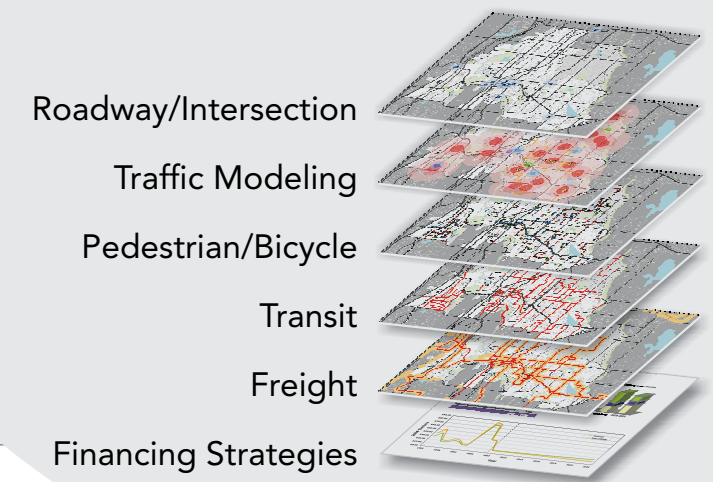 Roadway/Intersection
Traffic Modeling
Pedestrian/Bicycle
Transit
Freight
Financing Strategies